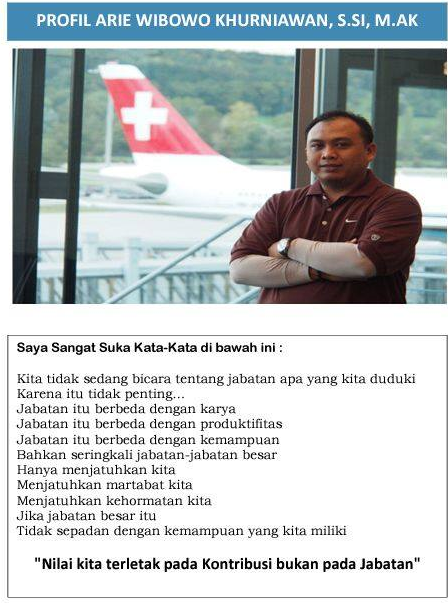 PROFIL ARIE WIBOWO KHURNIAWAN, S.SI, M.AK
Saya Sangat Suka Kata-Kata di bawah ini :
Kita tidak sedang bicara tentang jabatan apa yang kita duduki
Karena itu tidak penting...
Jabatan itu berbeda dengan karya
Jabatan itu berbeda dengan produktifitas
Jabatan itu berbeda dengan kemampuan
Bahkan seringkali jabatan-jabatan besar
Hanya menjatuhkan kita
Menjatuhkan martabat kita
Menjatuhkan kehormatan kita
Jika jabatan besar itu
Tidak sepadan dengan kemampuan yang kita miliki
"Nilai kita terletak pada Kontribusi bukan pada Jabatan"